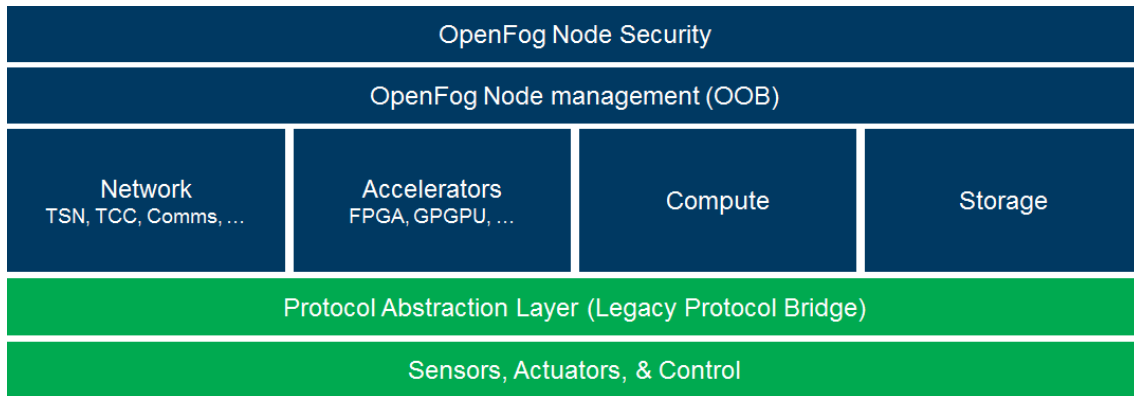 OpenFog Node Security
OpenFog Node management (OOB)
Network
TSN, TCC, Comms, ...
Accelerators
FPGA, GPGPU, ...
Compute
Storage
Protocol Abstraction Layer (Legacy Protocol Bridge)
Sensors, Actuators, & Control